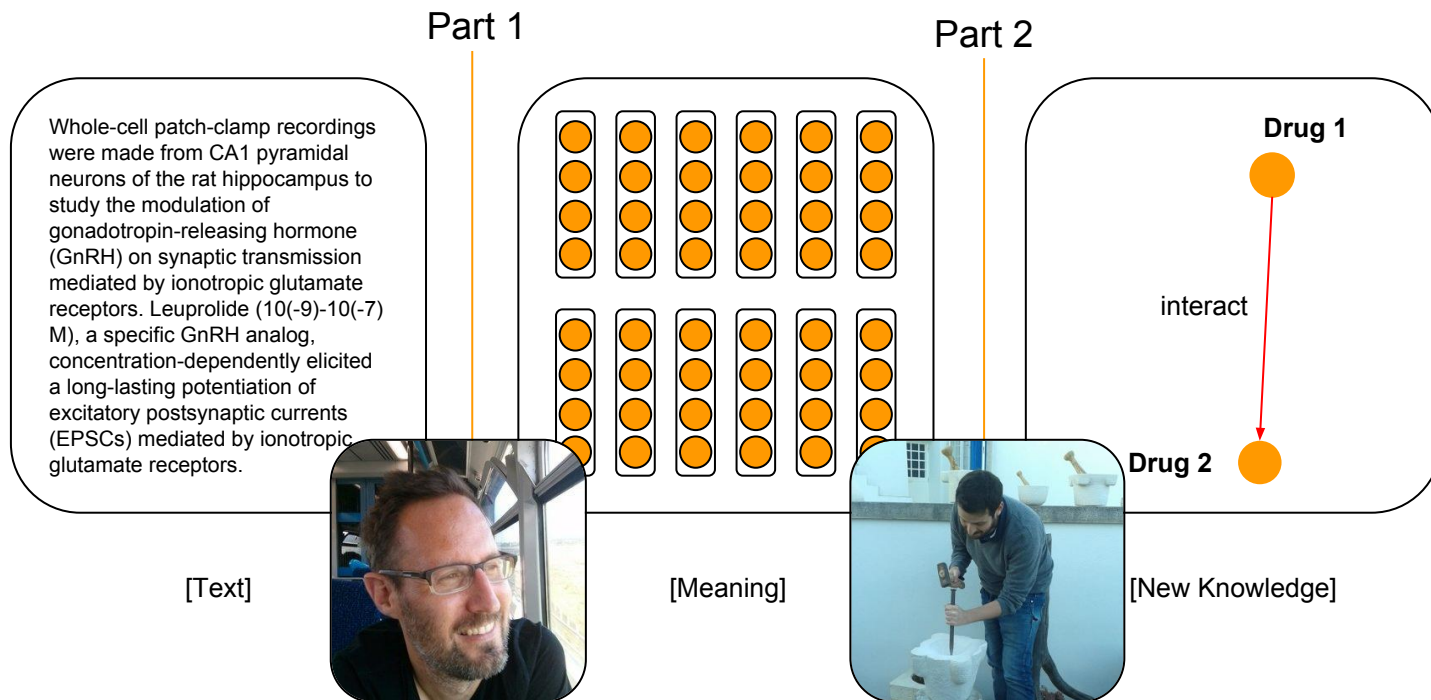 Part 1
Part 2
Whole-cell patch-clamp recordings
were made from CA1 pyramidal
neurons of the rat hippocampus to
study the modulation of
gonadotropin-releasing hormone
(GnRH) on synaptic transmission
mediated by ionotropic glutamate
receptors. Leuprolide (10(-9)-10(-7)
M), a specific GnRH analog,
concentration-dependently elicited
a long-lasting potentiation of
excitatory postsynaptic currents
(EPSCs) mediated by ionotropic
glutamate receptors.
Drug 1
interact
Drug 2
[Text]
[Meaning]
[New Knowledge]